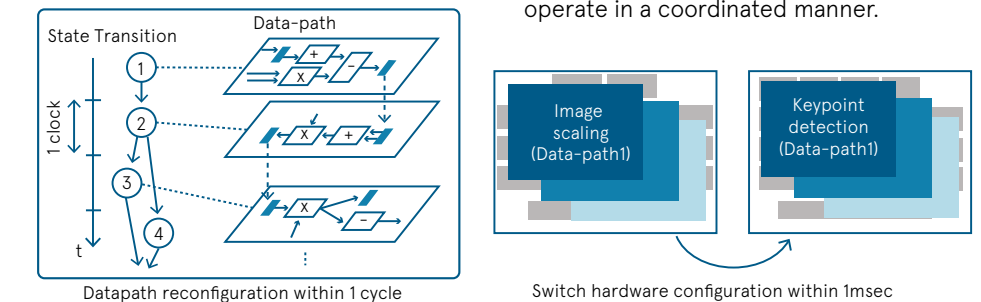 operate in a coordinated manner.
State Transition
Data-path
1
+
x
-
1 clock
2
x
+
3
x
-
4
t
Datapath reconfiguration within 1 cycle
Image
scaling
(Data-path1)
Keypoint
detection
(Data-path1)
Switch hardware configuration within 1msec